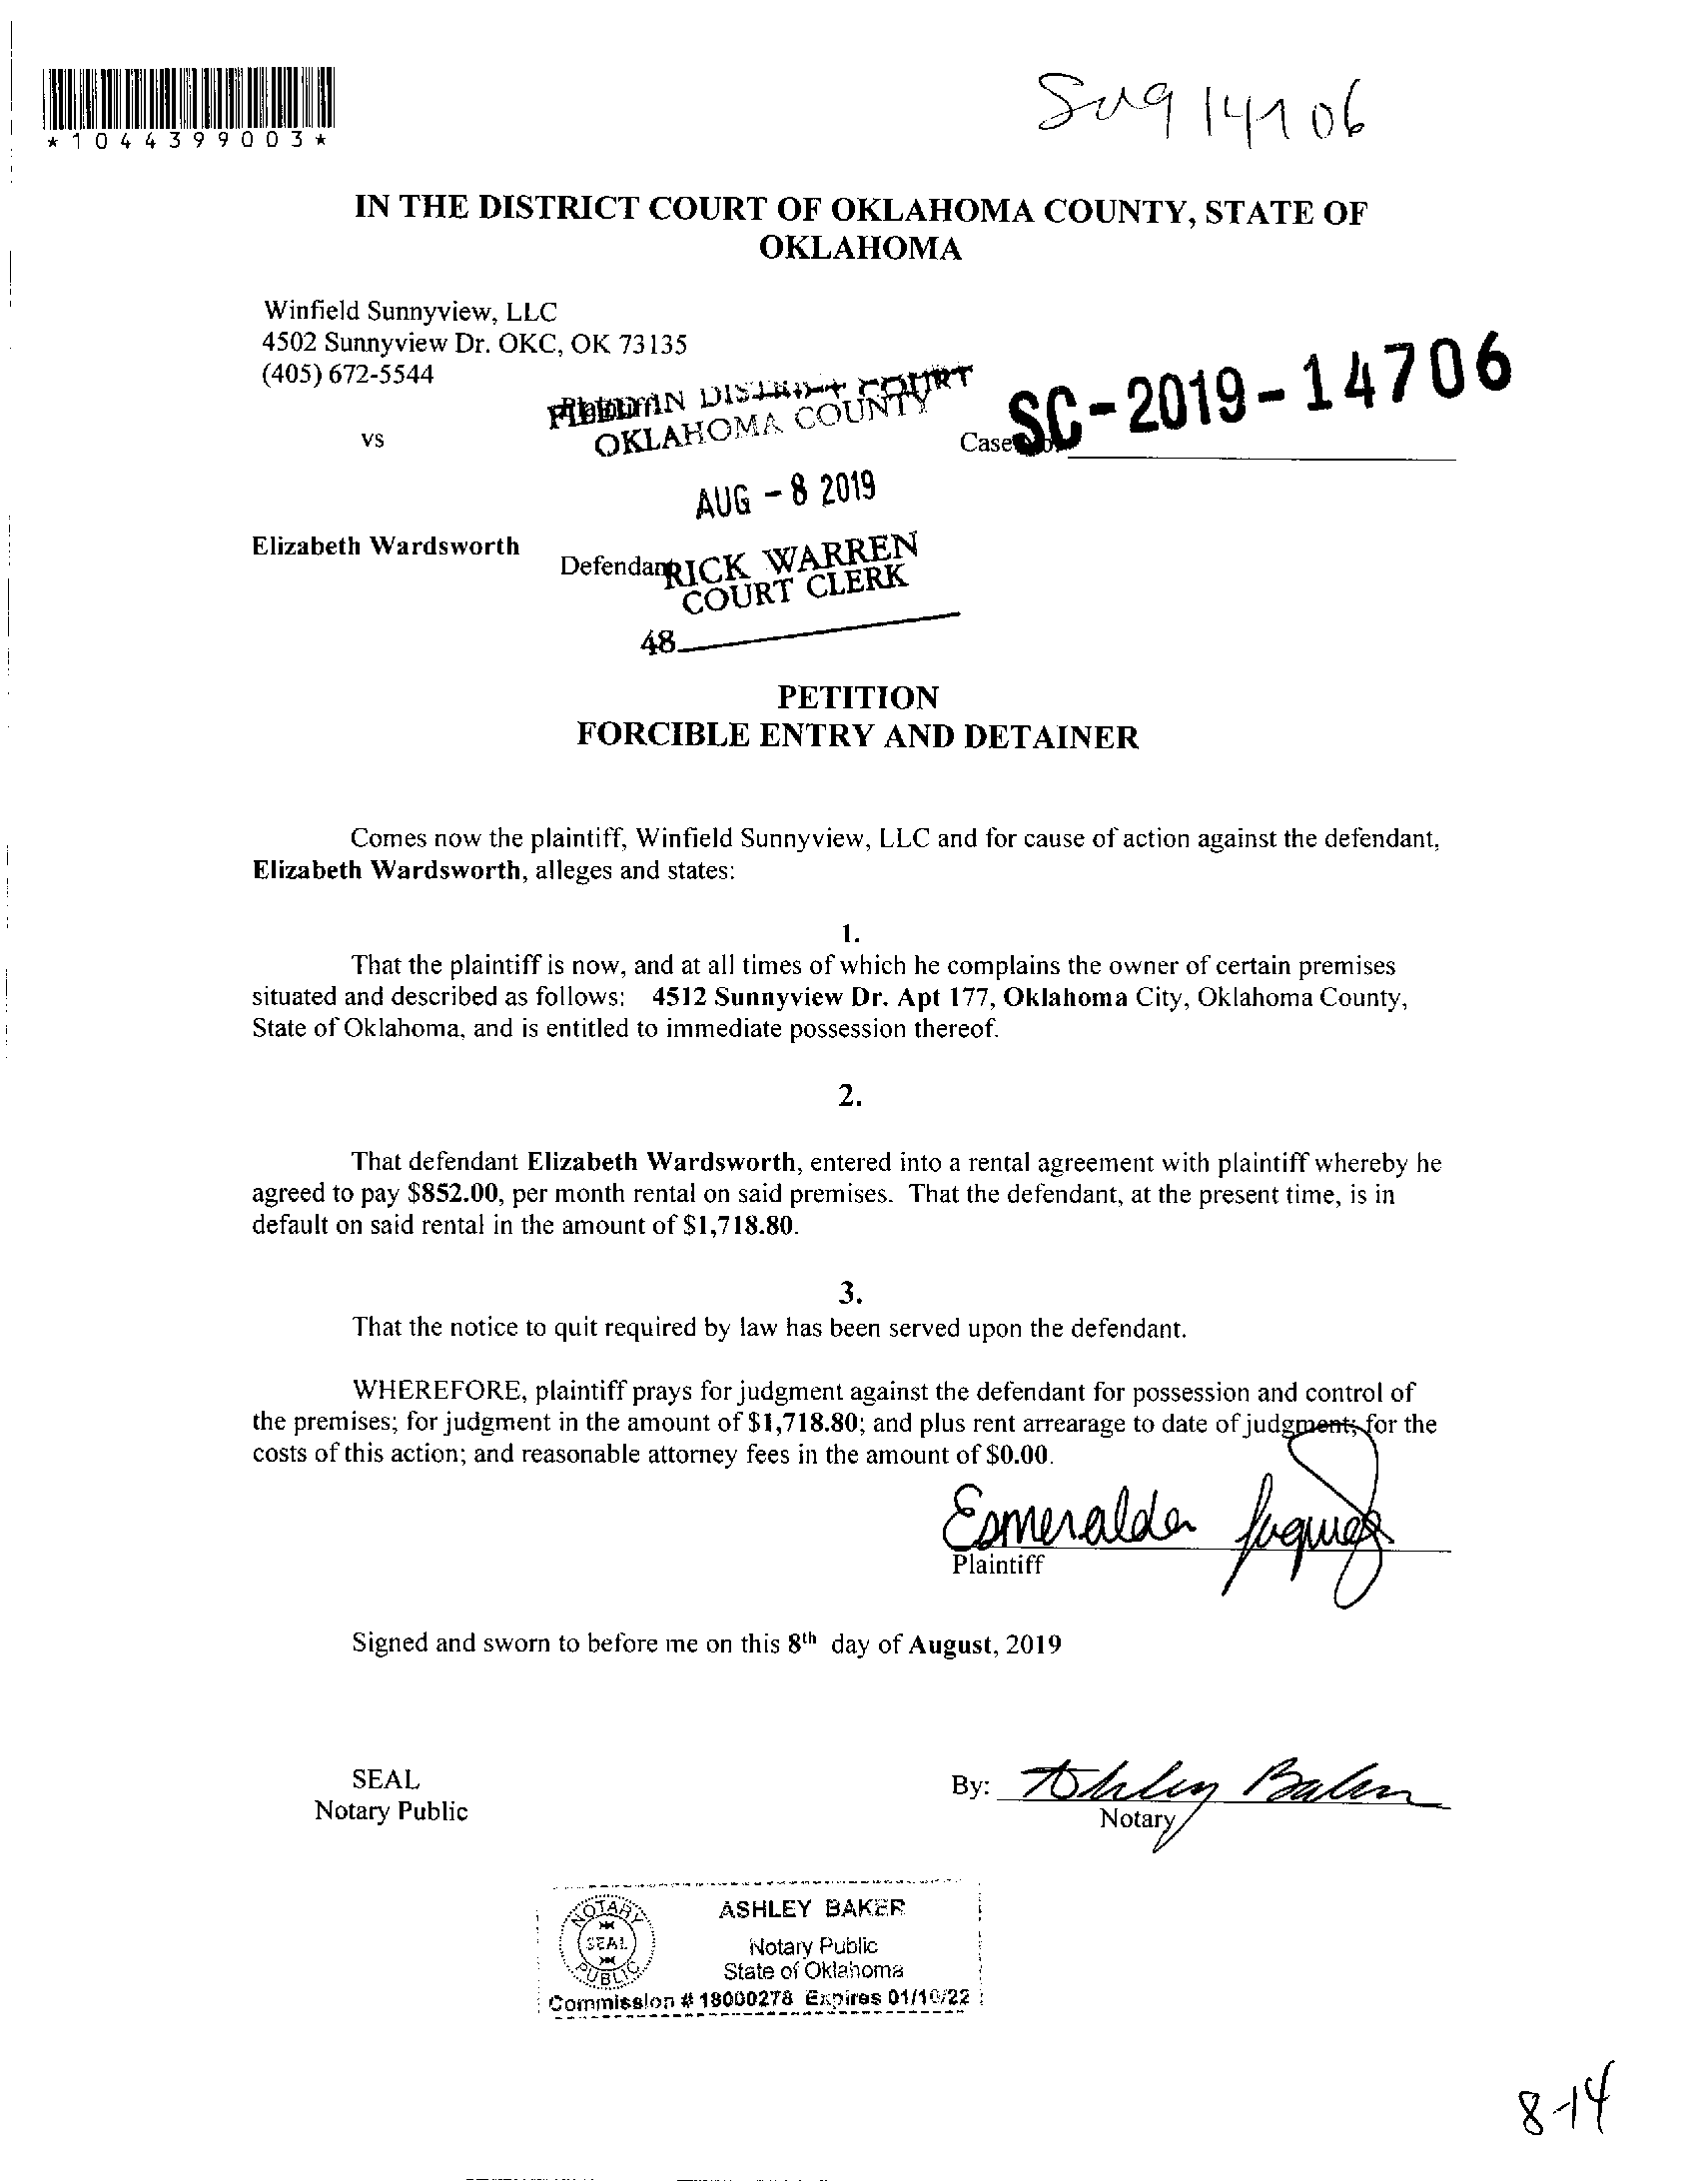 *1044399003*
14706
IN THE DISTRICT COURT OF OKLAHOMA COUNTY, STATE OF
OKLAHOMA
Winfield Sunnyview, LLC
4502 Sunnyview Dr. OKC, OK 73135
(405) 672-5544
FILED IN DISTRICT COURT
OKLAHOMA COUNTY
Plaintiff
vs
Case No. SC-2019-14706
AUG - 8 2019
Elizabeth Wardsworth
Defendant
RICK WARREN
COURT CLERK
48
PETITION
FORCIBLE ENTRY AND DETAINER
Comes now the plaintiff, Winfield Sunnyview, LLC and for cause of action against the defendant,
Elizabeth Wardsworth, alleges and states:
1.
That the plaintiff is now, and at all times of which he complains the owner of certain premises
situated and described as follows: 4512 Sunnyview Dr. Apt 177, Oklahoma City, Oklahoma County,
State of Oklahoma, and is entitled to immediate possession thereof.
2.
That defendant Elizabeth Wardsworth, entered into a rental agreement with plaintiff whereby he
agreed to pay $852.00, per month rental on said premises. That the defendant, at the present time, is in
default on said rental in the amount of $1,718.80.
3.
That the notice to quit required by law has been served upon the defendant.
WHEREFORE, plaintiff prays for judgment against the defendant for possession and control of
the premises; for judgment in the amount of $1,718.80; and plus rent arrearage to date of judgment; for the
costs of this action; and reasonable attorney fees in the amount of $0.00.
Esmeralda
Plaintiff
Signed and sworn to before me on this 8th day of August, 2019
SEAL
Notary Public
By: Ashley Baker
Notary
NOTARY
SEAL
PUBLIC
ASHLEY BAKER
Notary Public
State of Oklahoma
Commission # 18000278 Expires 01/10/22
8-14